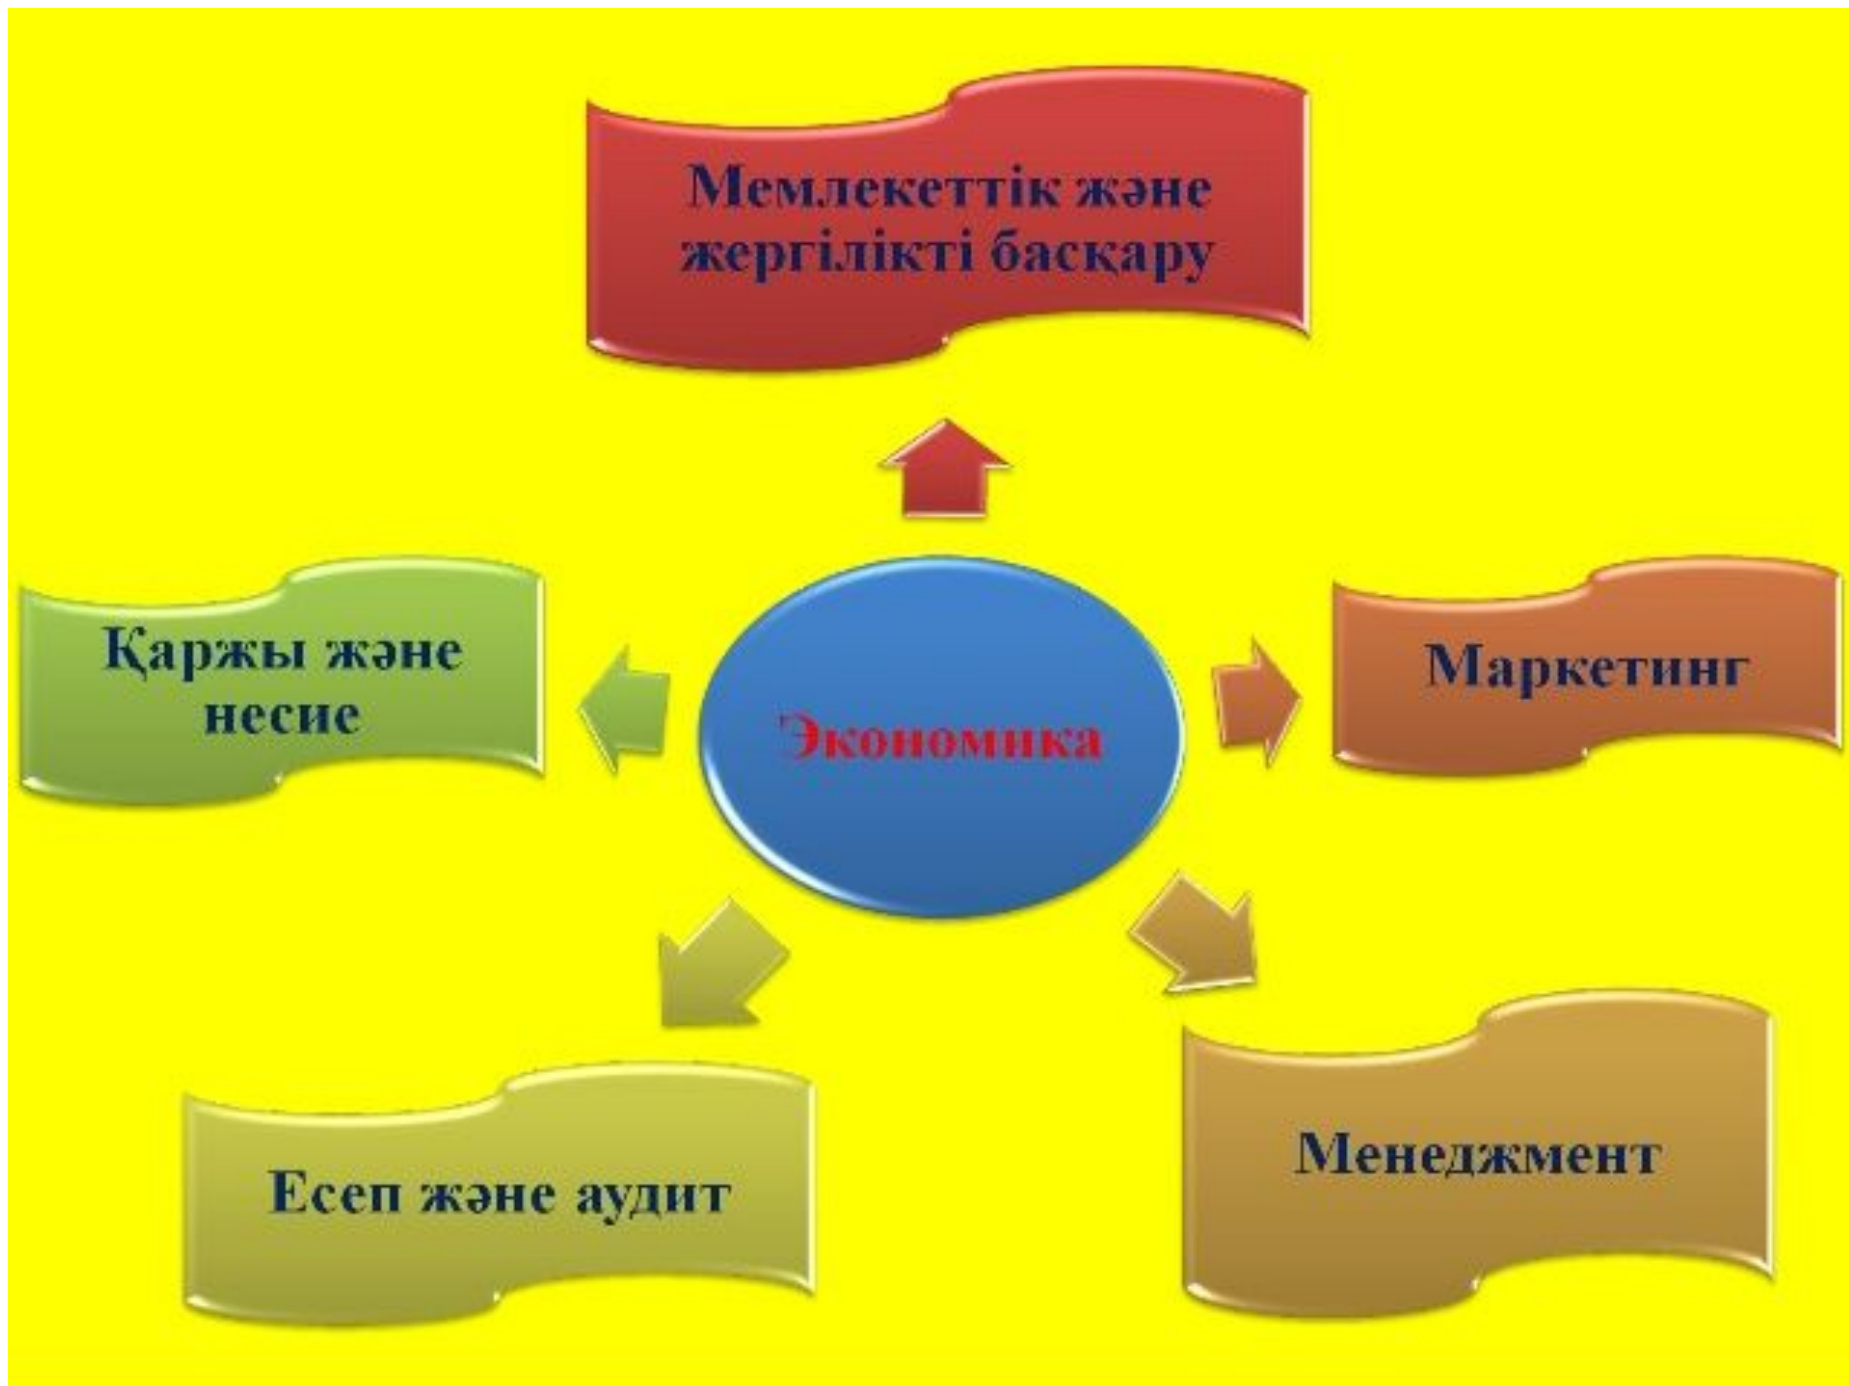 Мемлекеттік және
жергілікті басқару
Қаржы және
несие
Экономика
Маркетинг
Есеп және аудит
Менеджмент